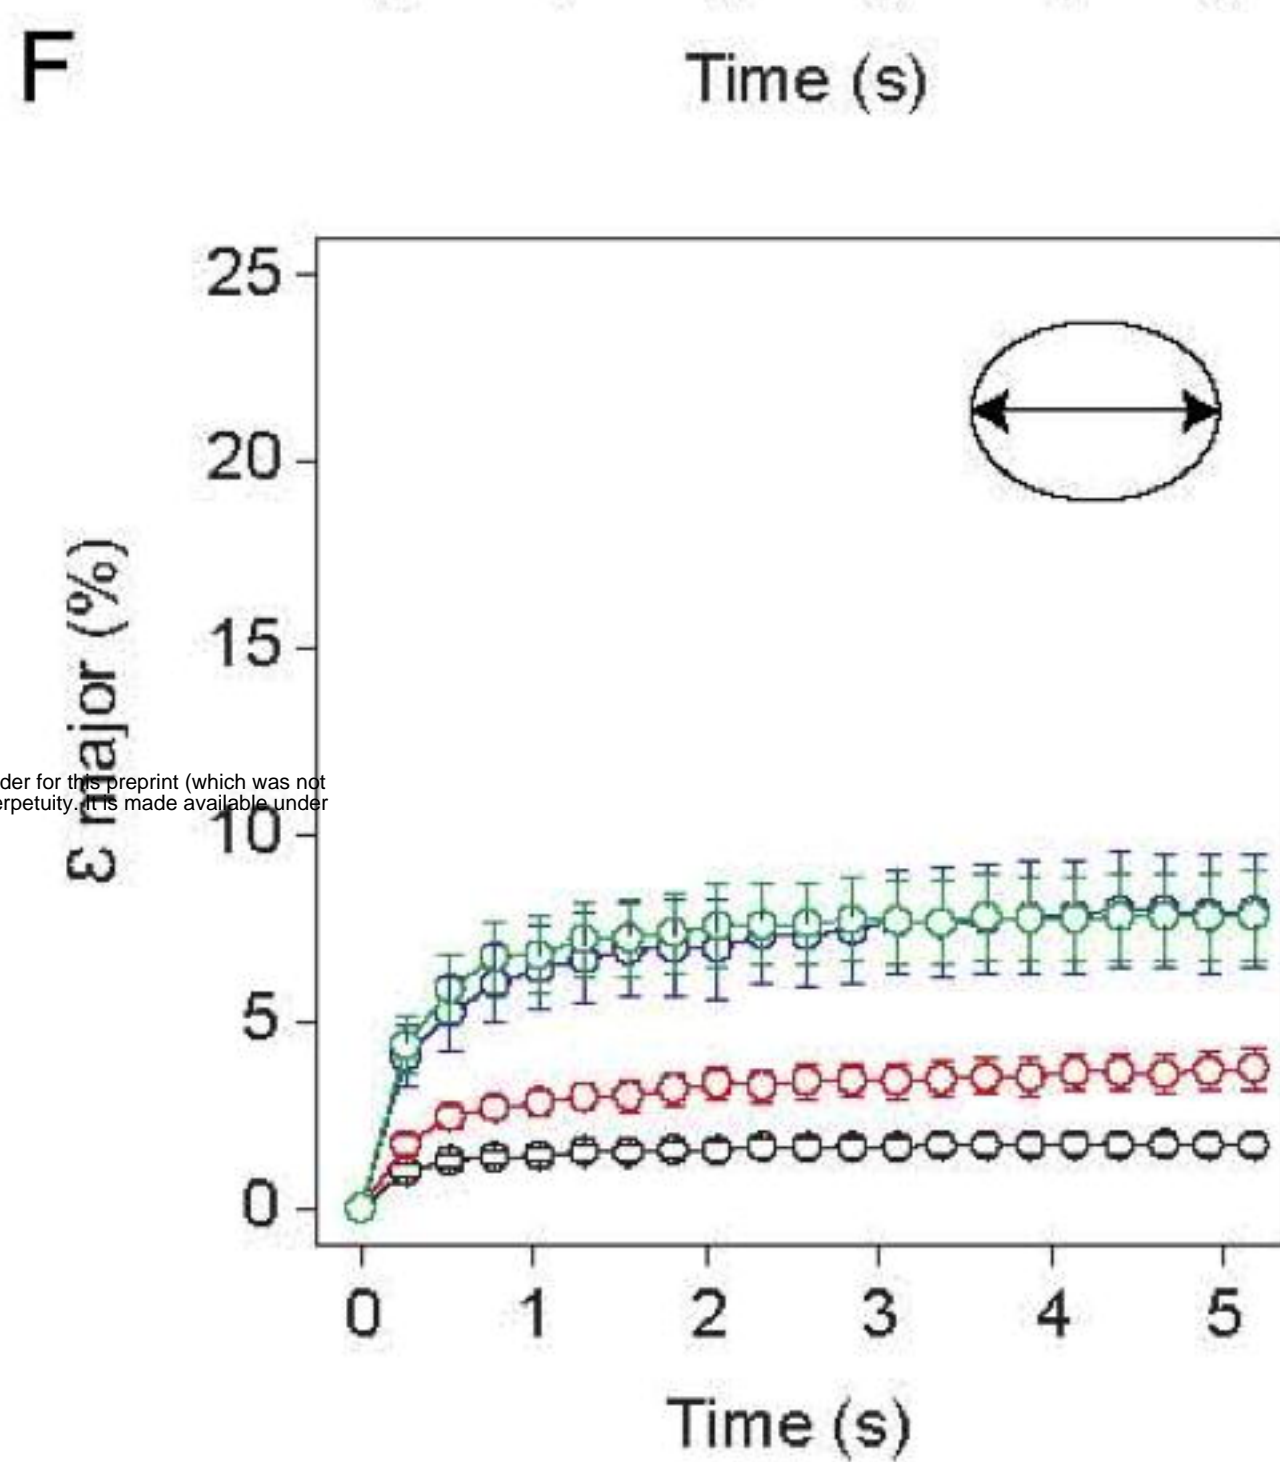 F
Time (s)
25
20
15
10
5
0
ε major (%)
der for this preprint (which was not
erpetuity. It is made available under
0 1 2 3 4 5
Time (s)